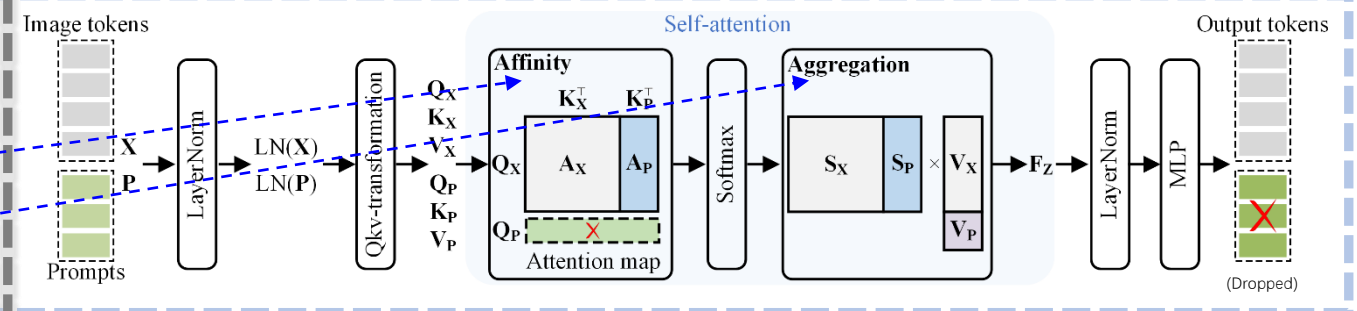 Self-attention
Image tokens
Output tokens
X
P
Prompts
LayerNorm
LN(X)
LN(P)
Qkv-transformation
Q_X
K_X
V_X
Q_P
K_P
V_P
Affinity
K_X^⊤ K_P^⊤
Q_X A_X A_P
Q_P X
Attention map
Softmax
Aggregation
S_X S_P × V_X
V_P
F_Z
LayerNorm
MLP
(Dropped)